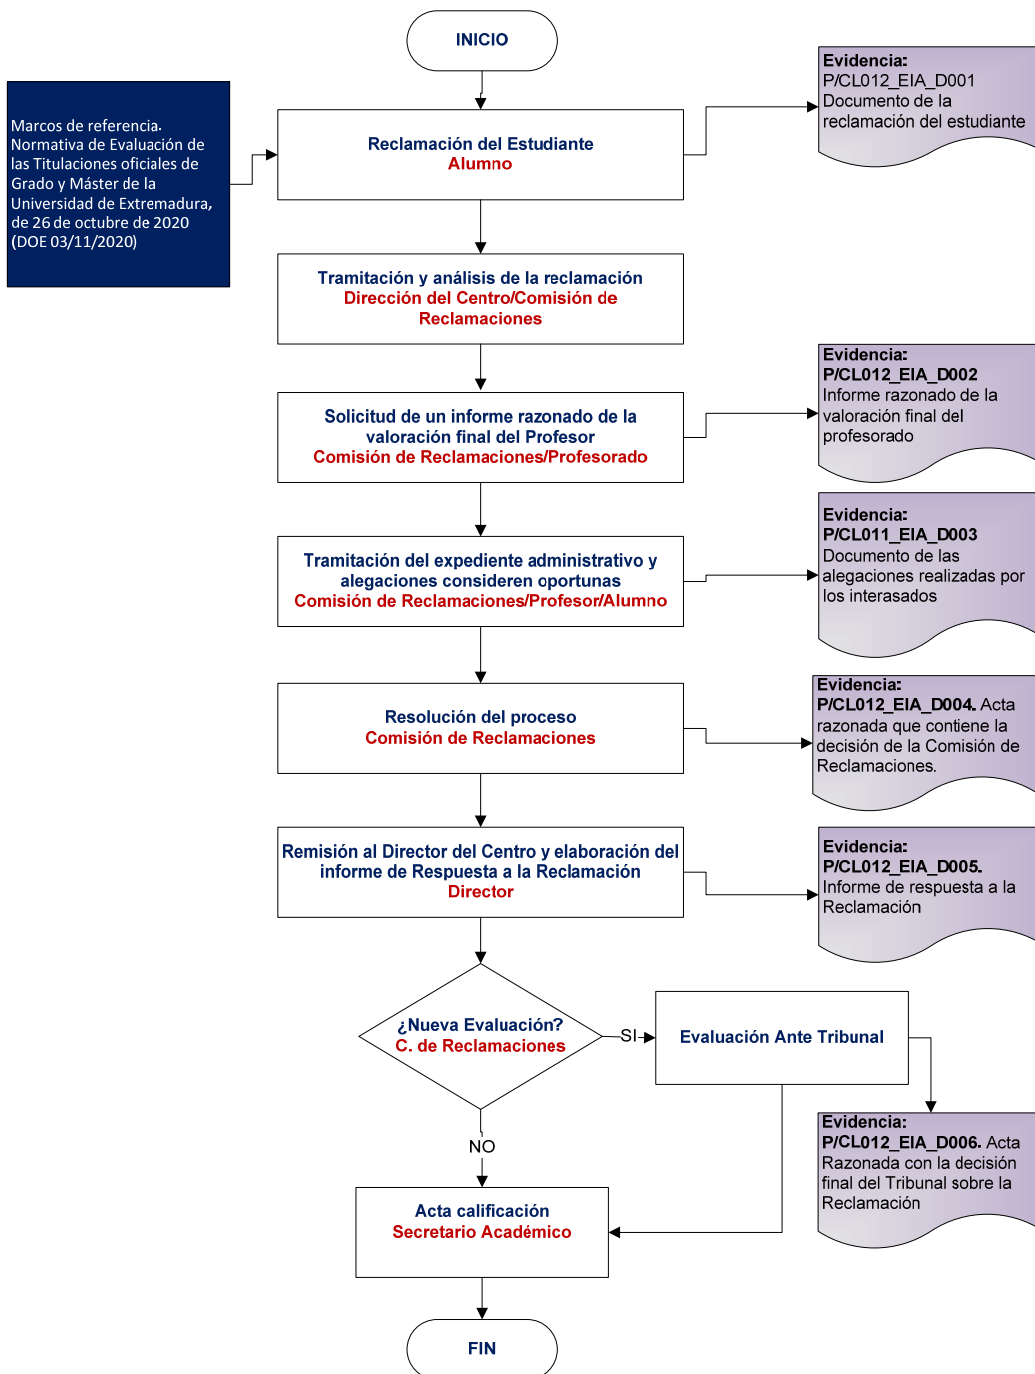 INICIO
Evidencia:
P/CL012_EIA_D001
Documento de la
reclamación del estudiante
Marcos de referencia.
Normativa de Evaluación de
las Titulaciones oficiales de
Grado y Máster de la
Universidad de Extremadura,
de 26 de octubre de 2020
(DOE 03/11/2020)
Reclamación del Estudiante
Alumno
Tramitación y análisis de la reclamación
Dirección del Centro/Comisión de
Reclamaciones
Evidencia:
P/CL012_EIA_D002
Informe razonado de la
valoración final del
profesorado
Solicitud de un informe razonado de la
valoración final del Profesor
Comisión de Reclamaciones/Profesorado
Evidencia:
P/CL011_EIA_D003
Documento de las
alegaciones realizadas por
los interasados
Tramitación del expediente administrativo y
alegaciones consideren oportunas
Comisión de Reclamaciones/Profesor/Alumno
Evidencia:
P/CL012_EIA_D004. Acta
razonada que contiene la
decisión de la Comisión de
Reclamaciones.
Resolución del proceso
Comisión de Reclamaciones
Remisión al Director del Centro y elaboración del
informe de Respuesta a la Reclamación
Director
Evidencia:
P/CL012_EIA_D005.
Informe de respuesta a la
Reclamación
¿Nueva Evaluación?
C. de Reclamaciones
SI
Evaluación Ante Tribunal
NO
Evidencia:
P/CL012_EIA_D006. Acta
Razonada con la decisión
final del Tribunal sobre la
Reclamación
Acta calificación
Secretario Académico
FIN